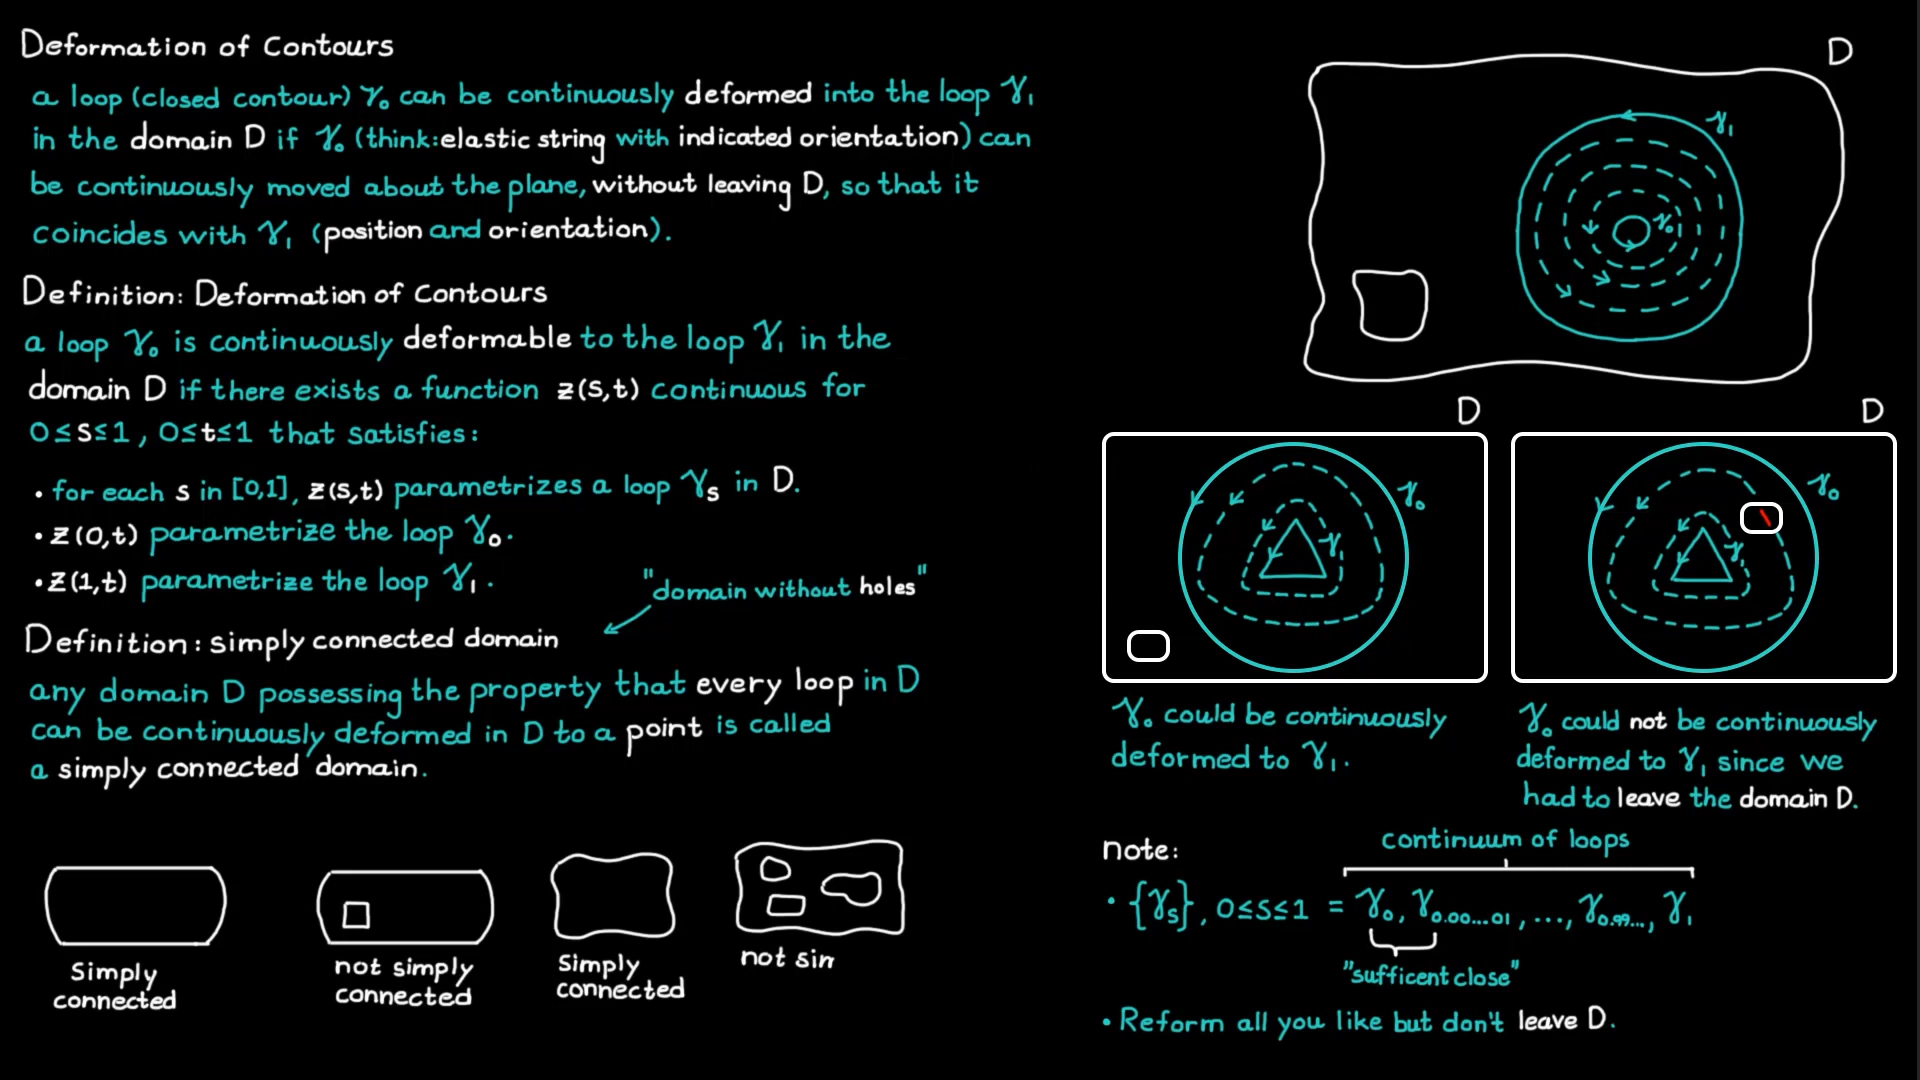 Deformation of Contours
a loop (closed contour) γ₀ can be continuously deformed into the loop γ₁
in the domain D if γ₀ (think: elastic string with indicated orientation) can
be continuously moved about the plane, without leaving D, so that it
coincides with γ₁ (position and orientation).
Definition: Deformation of Contours
a loop γ₀ is continuously deformable to the loop γ₁ in the
domain D if there exists a function z(s,t) continuous for
0≤s≤1, 0≤t≤1 that satisfies:
• for each s in [0,1], z(s,t) parametrizes a loop γₛ in D.
• z(0,t) parametrize the loop γ₀.
• z(1,t) parametrize the loop γ₁.
"domain without holes"
Definition: simply connected domain
any domain D possessing the property that every loop in D
can be continuously deformed in D to a point is called
a simply connected domain.
Simply
connected
not simply
connected
Simply
connected
not sim
D
γ₁
γ₀
D
γ₀
γ₁
D
γ₀
γ₁
γ₀ could be continuously
deformed to γ₁.
γ₀ could not be continuously
deformed to γ₁ since we
had to leave the domain D.
note:
continuum of loops
• {γₛ}, 0≤s≤1 = γ₀, γ₀.₀₀...₀₁, ..., γ₀.₉₉..., γ₁
"sufficent close"
• Reform all you like but don't leave D.